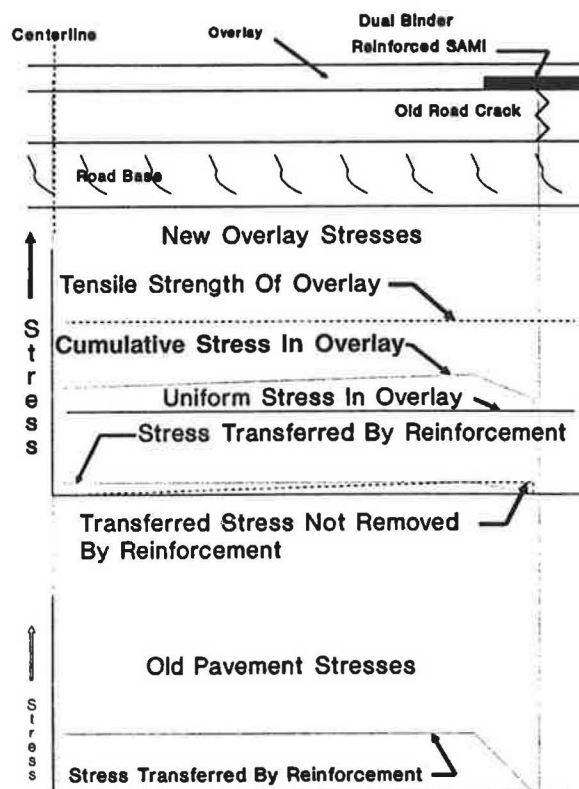 Centerline
Overlay
Dual Binder
Reinforced SAMI
Old Road Crack
Road Base
New Overlay Stresses
Tensile Strength Of Overlay
Cumulative Stress In Overlay
Uniform Stress In Overlay
Stress Transferred By Reinforcement
Stress
Transferred Stress Not Removed
By Reinforcement
Old Pavement Stresses
Stress
Stress Transferred By Reinforcement